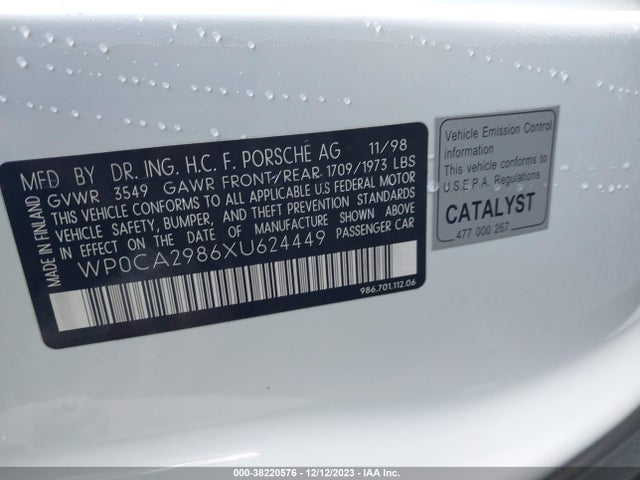 MADE IN FINLAND
MFD BY DR. ING. H.C. F. PORSCHE AG 11/98
GVWR 3549 GAWR FRONT/REAR 1709/1973 LBS
THIS VEHICLE CONFORMS TO ALL APPLICABLE U.S FEDERAL MOTOR
VEHICLE SAFETY, BUMPER, AND THEFT STANDARDS
IN EFFECT ON THE DATE OF MANUFACTURE SHOWN ABOVE
WP0CA2986XU624449 PASSENGER CAR
986.701.112.06
Vehicle Emission Control
information
This vehicle conforms to
U.S.E.P.A. Regulations
CATALYST
477 000 267
000-38220576 - 12/12/2023 - IAA Inc.